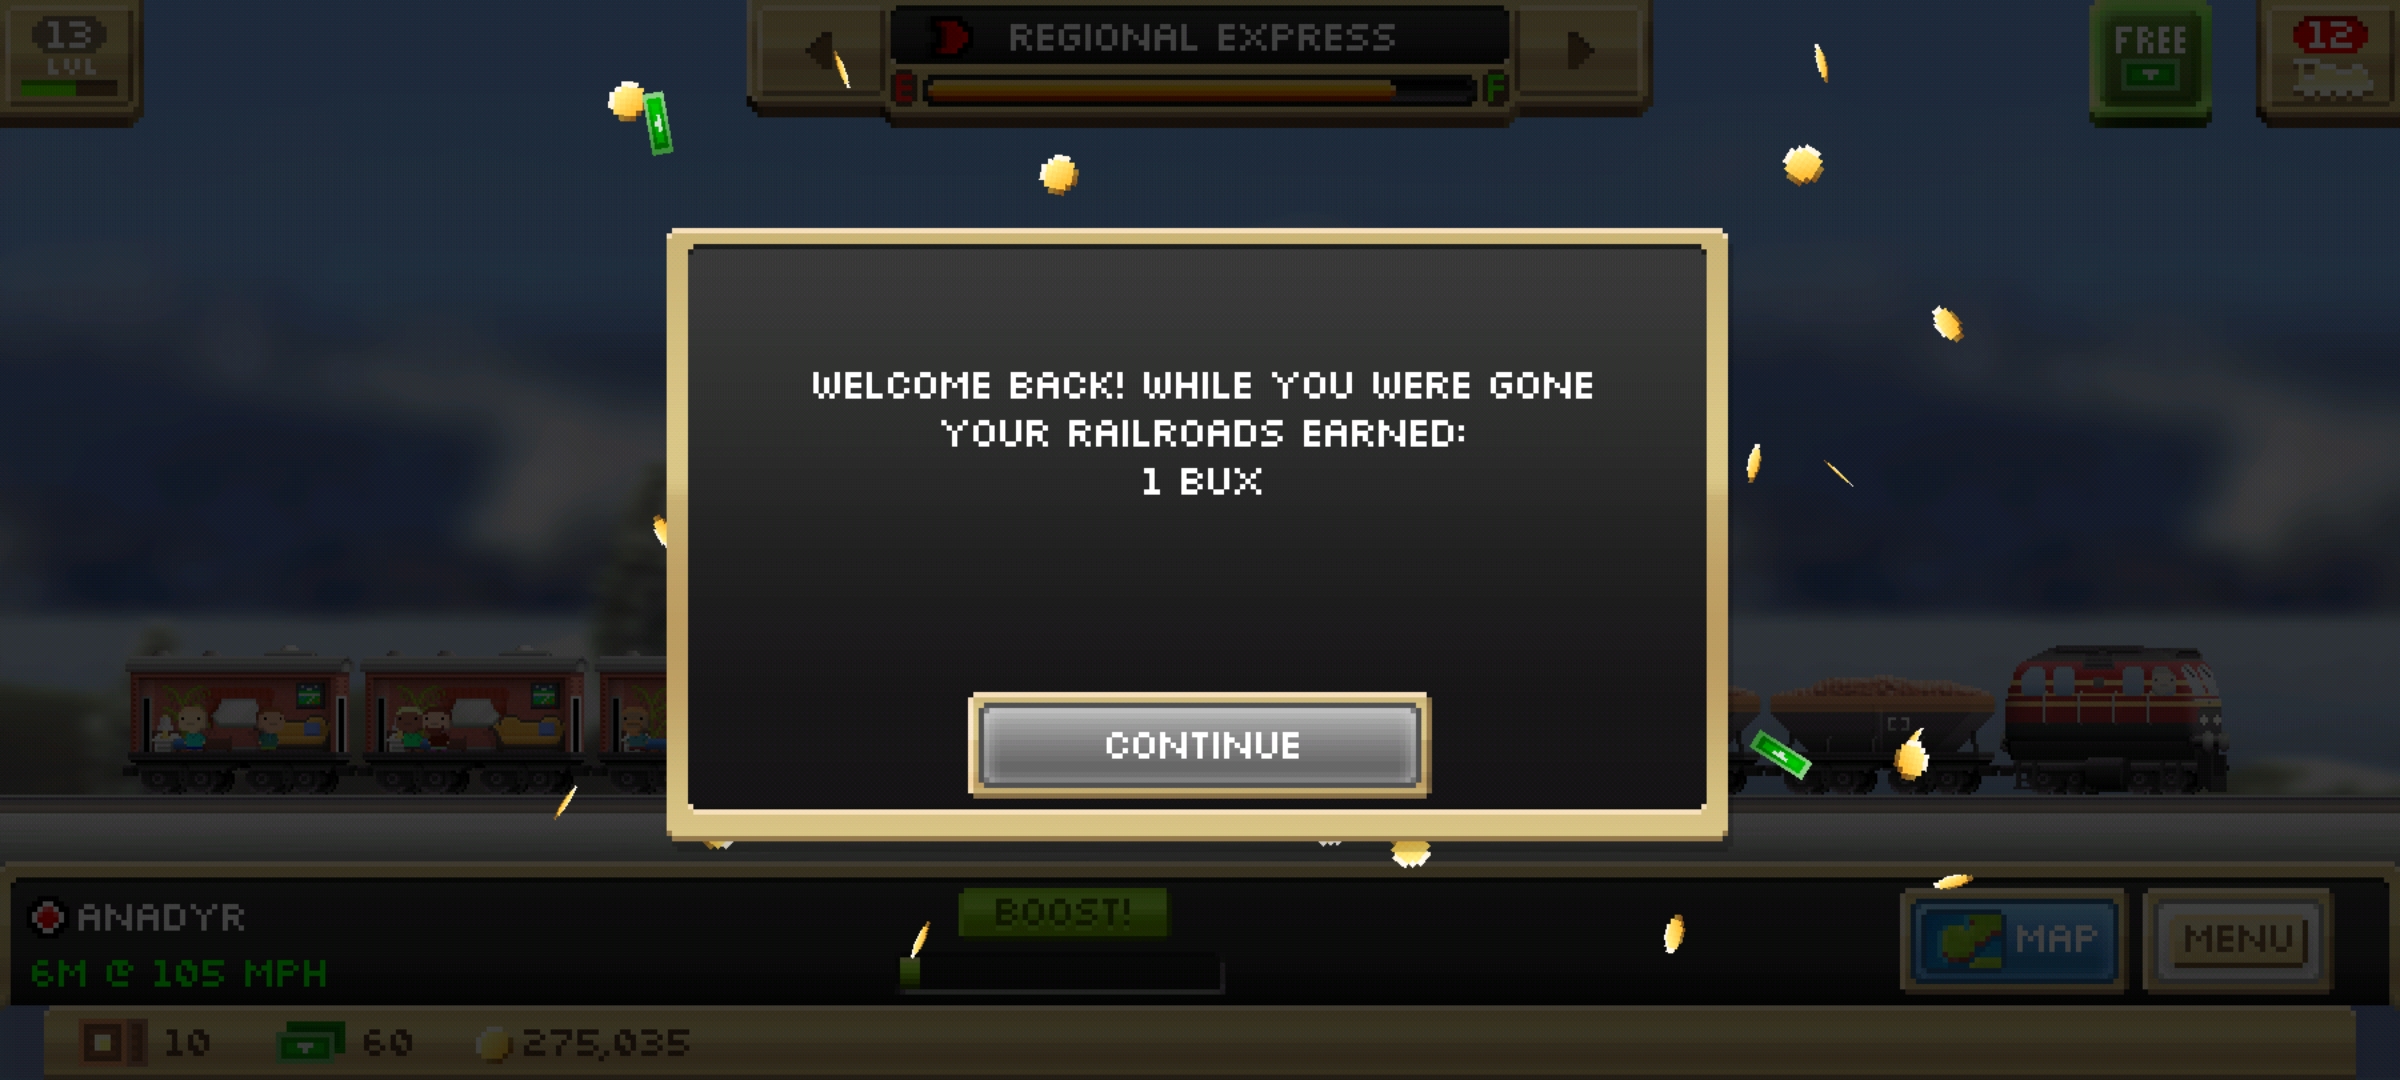 13
LVL
REGIONAL EXPRESS
E F
FREE
12
WELCOME BACK! WHILE YOU WERE GONE
YOUR RAILROADS EARNED:
1 BUX
CONTINUE
ANADYR
6M @ 105 MPH
BOOST!
MAP
MENU
10
60
275,035